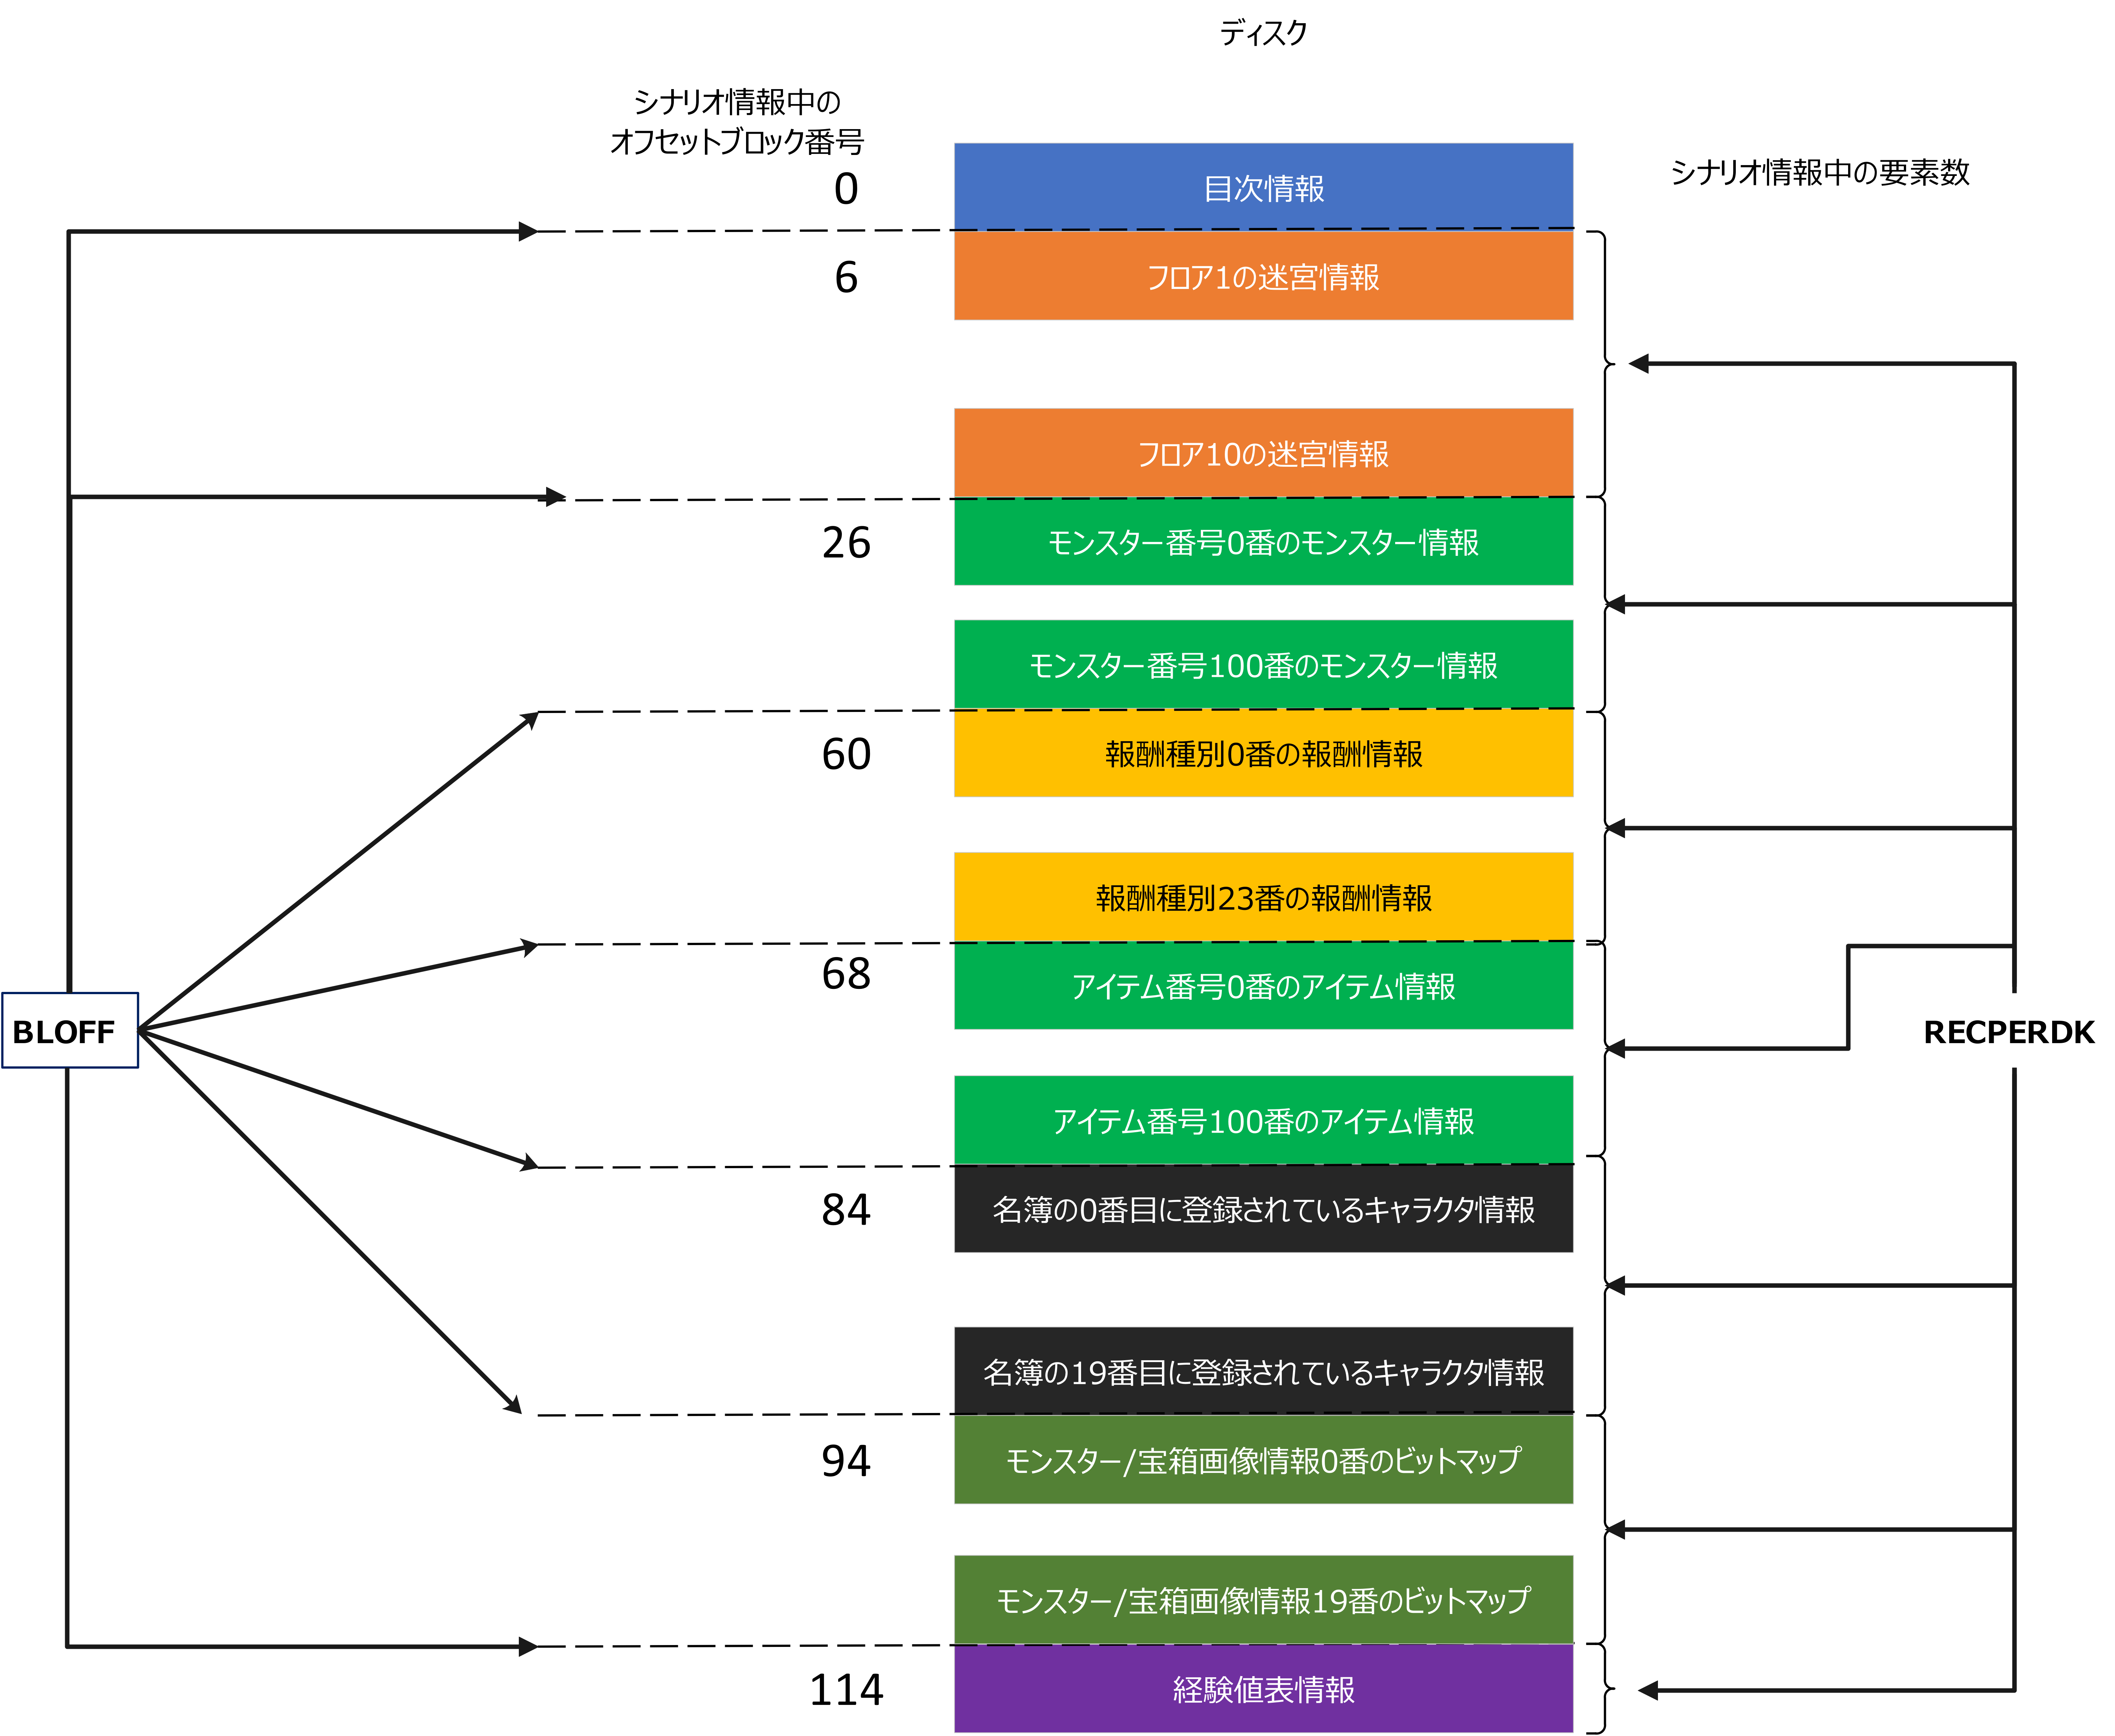 ディスク
シナリオ情報中の
オフセットブロック番号
シナリオ情報中の要素数
0
目次情報
6
フロア1の迷宮情報
フロア10の迷宮情報
26
モンスター番号0番のモンスター情報
モンスター番号100番のモンスター情報
60
報酬種別0番の報酬情報
報酬種別23番の報酬情報
68
アイテム番号0番のアイテム情報
BLOFF
RECPERDK
アイテム番号100番のアイテム情報
84
名簿の0番目に登録されているキャラクタ情報
名簿の19番目に登録されているキャラクタ情報
94
モンスター/宝箱画像情報0番のビットマップ
モンスター/宝箱画像情報19番のビットマップ
114
経験値表情報